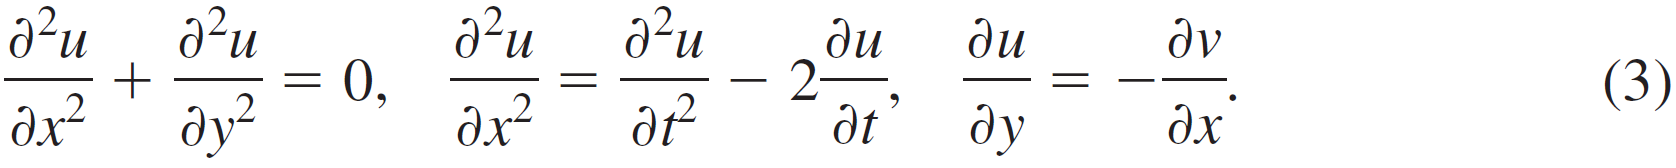 ∂²u/∂x² + ∂²u/∂y² = 0, ∂²u/∂x² = ∂²u/∂t² − 2∂u/∂t, ∂u/∂y = −∂v/∂x. (3)